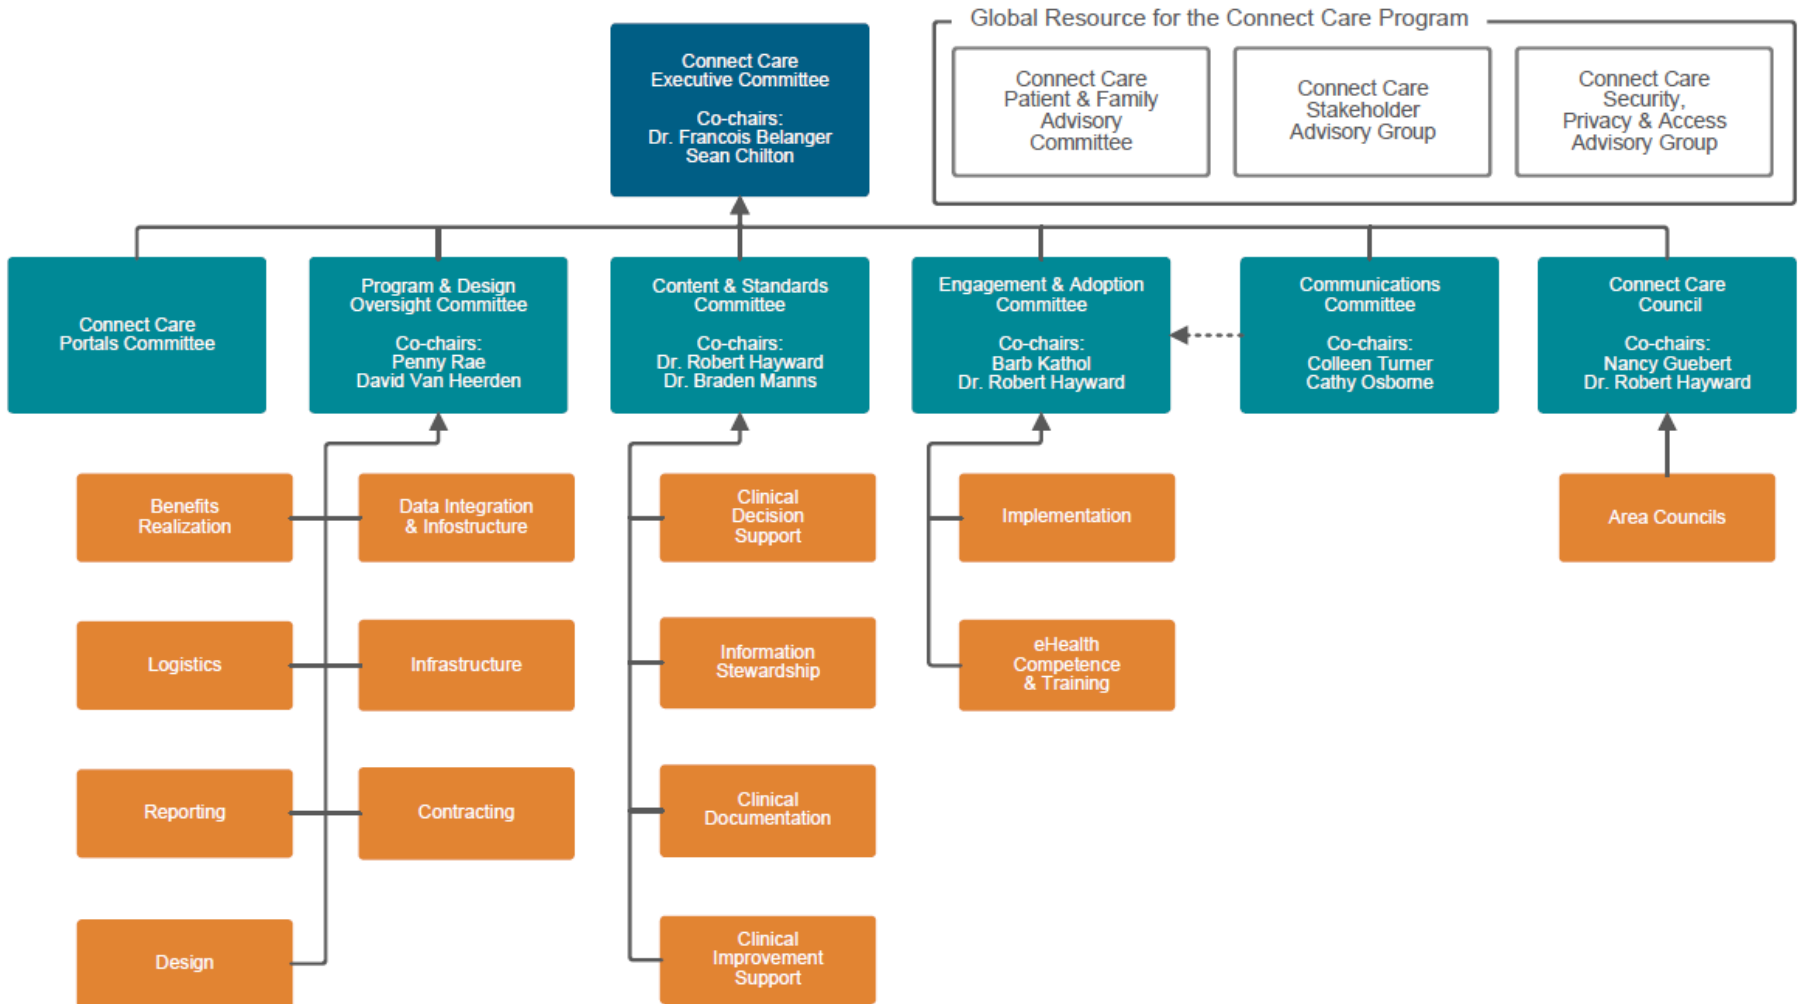 Global Resource for the Connect Care Program
Connect Care
Executive Committee
Co-chairs:
Dr. Francois Belanger
Sean Chilton
Connect Care
Patient & Family
Advisory
Committee
Connect Care
Stakeholder
Advisory Group
Connect Care
Security,
Privacy & Access
Advisory Group
Connect Care
Portals Committee
Program & Design
Oversight Committee
Co-chairs:
Penny Rae
David Van Heerden
Content & Standards
Committee
Co-chairs:
Dr. Robert Hayward
Dr. Braden Manns
Engagement & Adoption
Committee
Co-chairs:
Barb Kathol
Dr. Robert Hayward
Communications
Committee
Co-chairs:
Colleen Turner
Cathy Osborne
Connect Care
Council
Co-chairs:
Nancy Guebert
Dr. Robert Hayward
Benefits
Realization
Data Integration
& Infostructure
Logistics
Infrastructure
Reporting
Contracting
Design
Clinical
Decision
Support
Information
Stewardship
Clinical
Documentation
Clinical
Improvement
Support
Implementation
eHealth
Competence
& Training
Area Councils